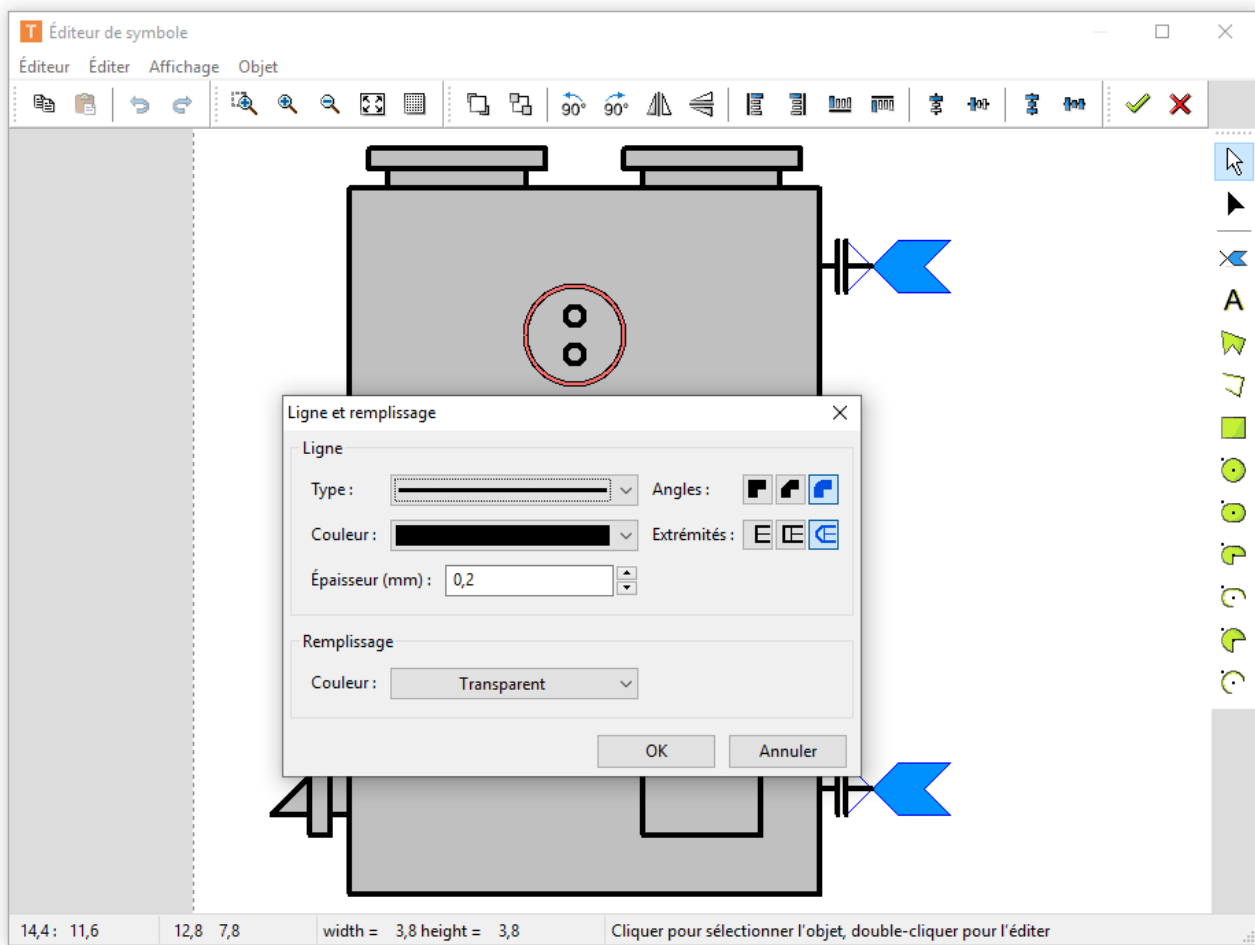 T Éditeur de symbole
Éditeur Éditer Affichage Objet
90° 90°
A
Ligne et remplissage
Ligne
Type : Angles :
Couleur : Extrémités :
Épaisseur (mm) : 0,2
Remplissage
Couleur : Transparent
OK Annuler
14,4 : 11,6 12,8 7,8 width = 3,8 height = 3,8 Cliquer pour sélectionner l'objet, double-cliquer pour l'éditer